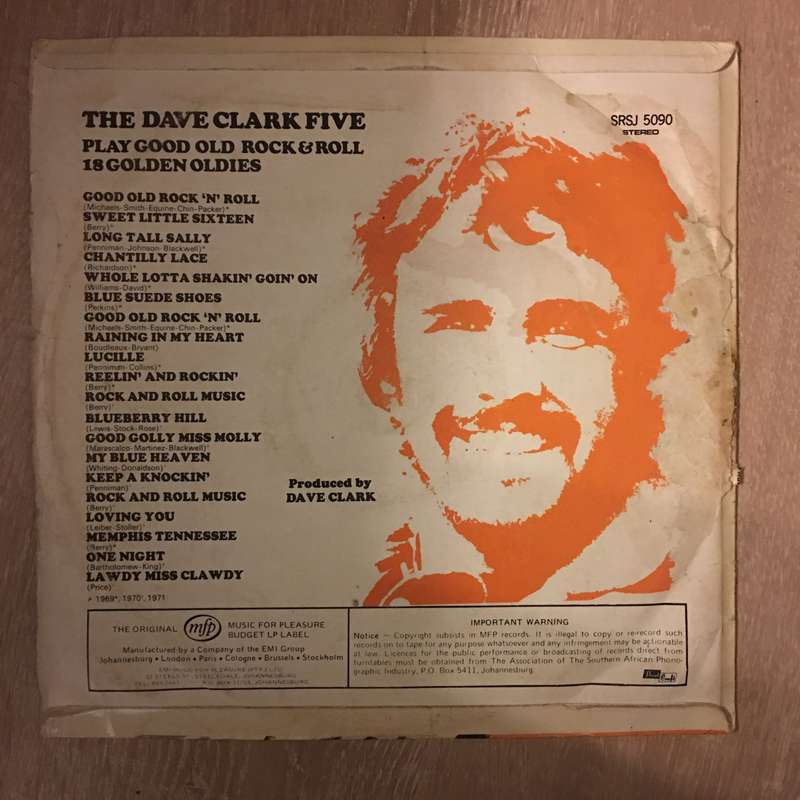 THE DAVE CLARK FIVE
PLAY GOOD OLD ROCK & ROLL
18 GOLDEN OLDIES
SRSJ 5090
STEREO
GOOD OLD ROCK 'N' ROLL
(Michaels-Smith-Equine-Chin-Packer)*
SWEET LITTLE SIXTEEN
(Berry)*
LONG TALL SALLY
(Penniman-Johnson-Blackwell)*
CHANTILLY LACE
(Richardson)*
WHOLE LOTTA SHAKIN' GOIN' ON
(Williams-David)*
BLUE SUEDE SHOES
(Perkins)*
GOOD OLD ROCK 'N' ROLL
(Michaels-Smith-Equine-Chin-Packer)*
RAINING IN MY HEART
(Boudleaux-Bryant)
LUCILLE
(Penniman-Collins)*
REELIN' AND ROCKIN'
(Berry)*
ROCK AND ROLL MUSIC
(Berry)
BLUEBERRY HILL
(Lewis-Stock-Rose)'
GOOD GOLLY MISS MOLLY
(Marascalco-Martinez-Blackwell)'
MY BLUE HEAVEN
(Whiting-Donaldson)'
KEEP A KNOCKIN'
(Penniman)'
ROCK AND ROLL MUSIC
(Berry)'
LOVING YOU
(Leiber-Stoller)'
MEMPHIS TENNESSEE
(Berry)*
ONE NIGHT
(Bartholomew-King)'
LAWDY MISS CLAWDY
(Price)'
1969*, 1970', 1971
Produced by
DAVE CLARK
THE ORIGINAL mfp MUSIC FOR PLEASURE
BUDGET LP LABEL
Manufactured by a Company of the EMI Group
Johannesburg • London • Paris • Cologne • Brussels • Stockholm
JOHANNESBURG
JOHANNESBURG
IMPORTANT WARNING
Notice — Copyright subsists in MFP records. It is illegal to copy or re-record such
records on to tape for any purpose whatsoever and any infringement may be actionable
at law. Licences for the public performance or broadcasting of records direct from
turntables must be obtained from The Association of The Southern African Phono-
graphic Industry, P.O. Box 5411, Johannesburg.